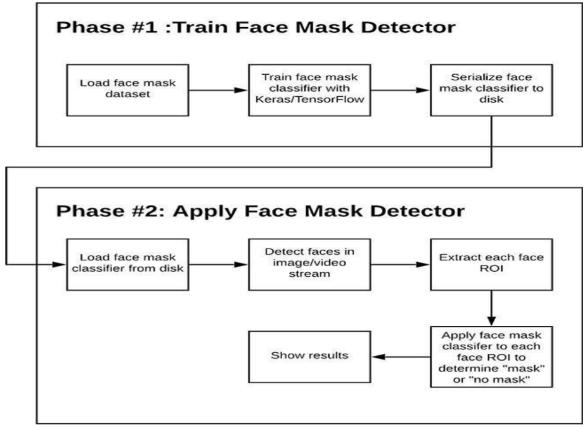 Phase #1 :Train Face Mask Detector
Load face mask
dataset
Train face mask
classifier with
Keras/TensorFlow
Serialize face
mask classifier to
disk
Phase #2: Apply Face Mask Detector
Load face mask
classifier from disk
Detect faces in
image/video
stream
Extract each face
ROI
Apply face mask
classifer to each
face ROI to
determine "mask"
or "no mask"
Show results